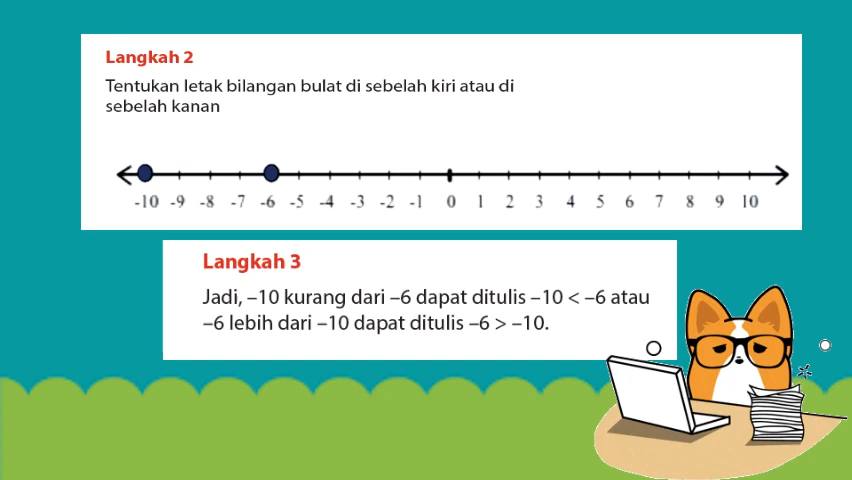 Langkah 2
Tentukan letak bilangan bulat di sebelah kiri atau di
sebelah kanan
-10 -9 -8 -7 -6 -5 -4 -3 -2 -1 0 1 2 3 4 5 6 7 8 9 10
Langkah 3
Jadi, –10 kurang dari –6 dapat ditulis –10 < –6 atau
–6 lebih dari –10 dapat ditulis –6 > –10.